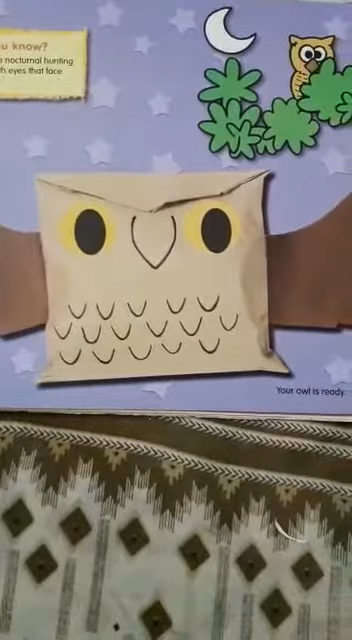 u know?
nocturnal hunting
eyes that face
Your owl is ready.